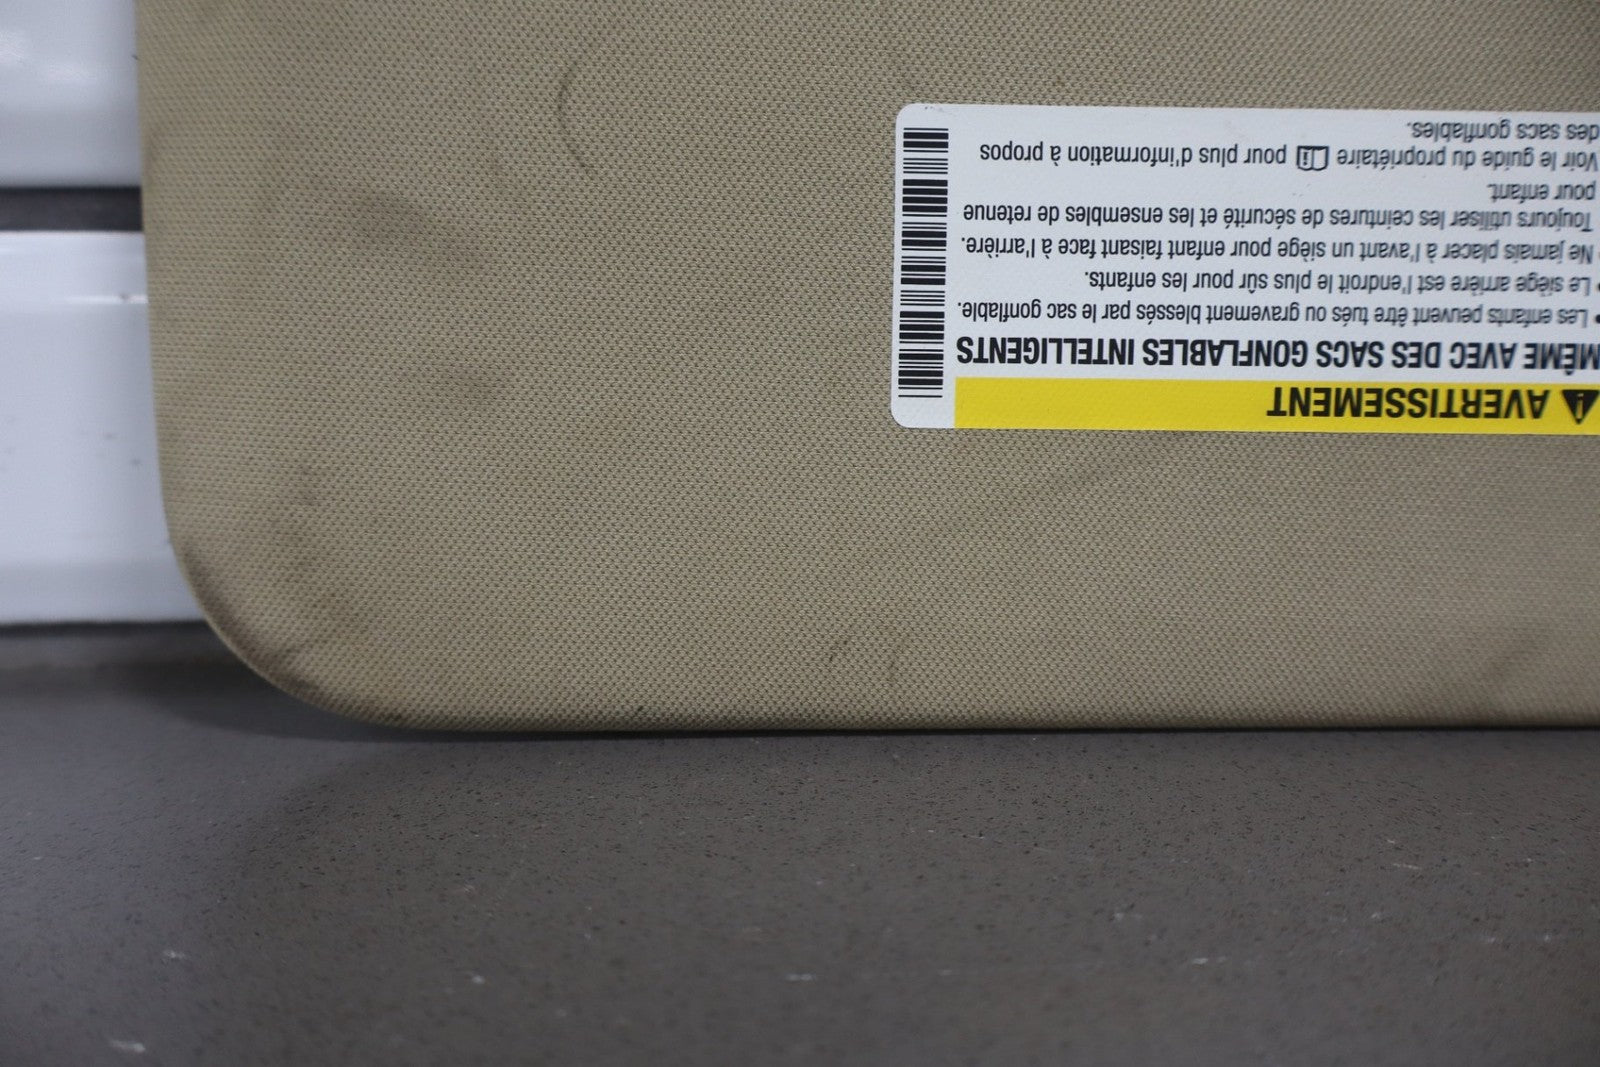 AVERTISSEMENT
MÊME AVEC DES SACS GONFLABLES INTELLIGENTS
• Les enfants peuvent être tués ou gravement blessés par le sac gonflable.
• Le siège arrière est l'endroit le plus sûr pour les enfants.
• Ne jamais placer à l'avant un siège pour enfant faisant face à l'arrière.
Toujours utiliser les ceintures de sécurité et les ensembles de retenue
pour enfant.
Voir le guide du propriétaire pour plus d'information à propos
des sacs gonflables.